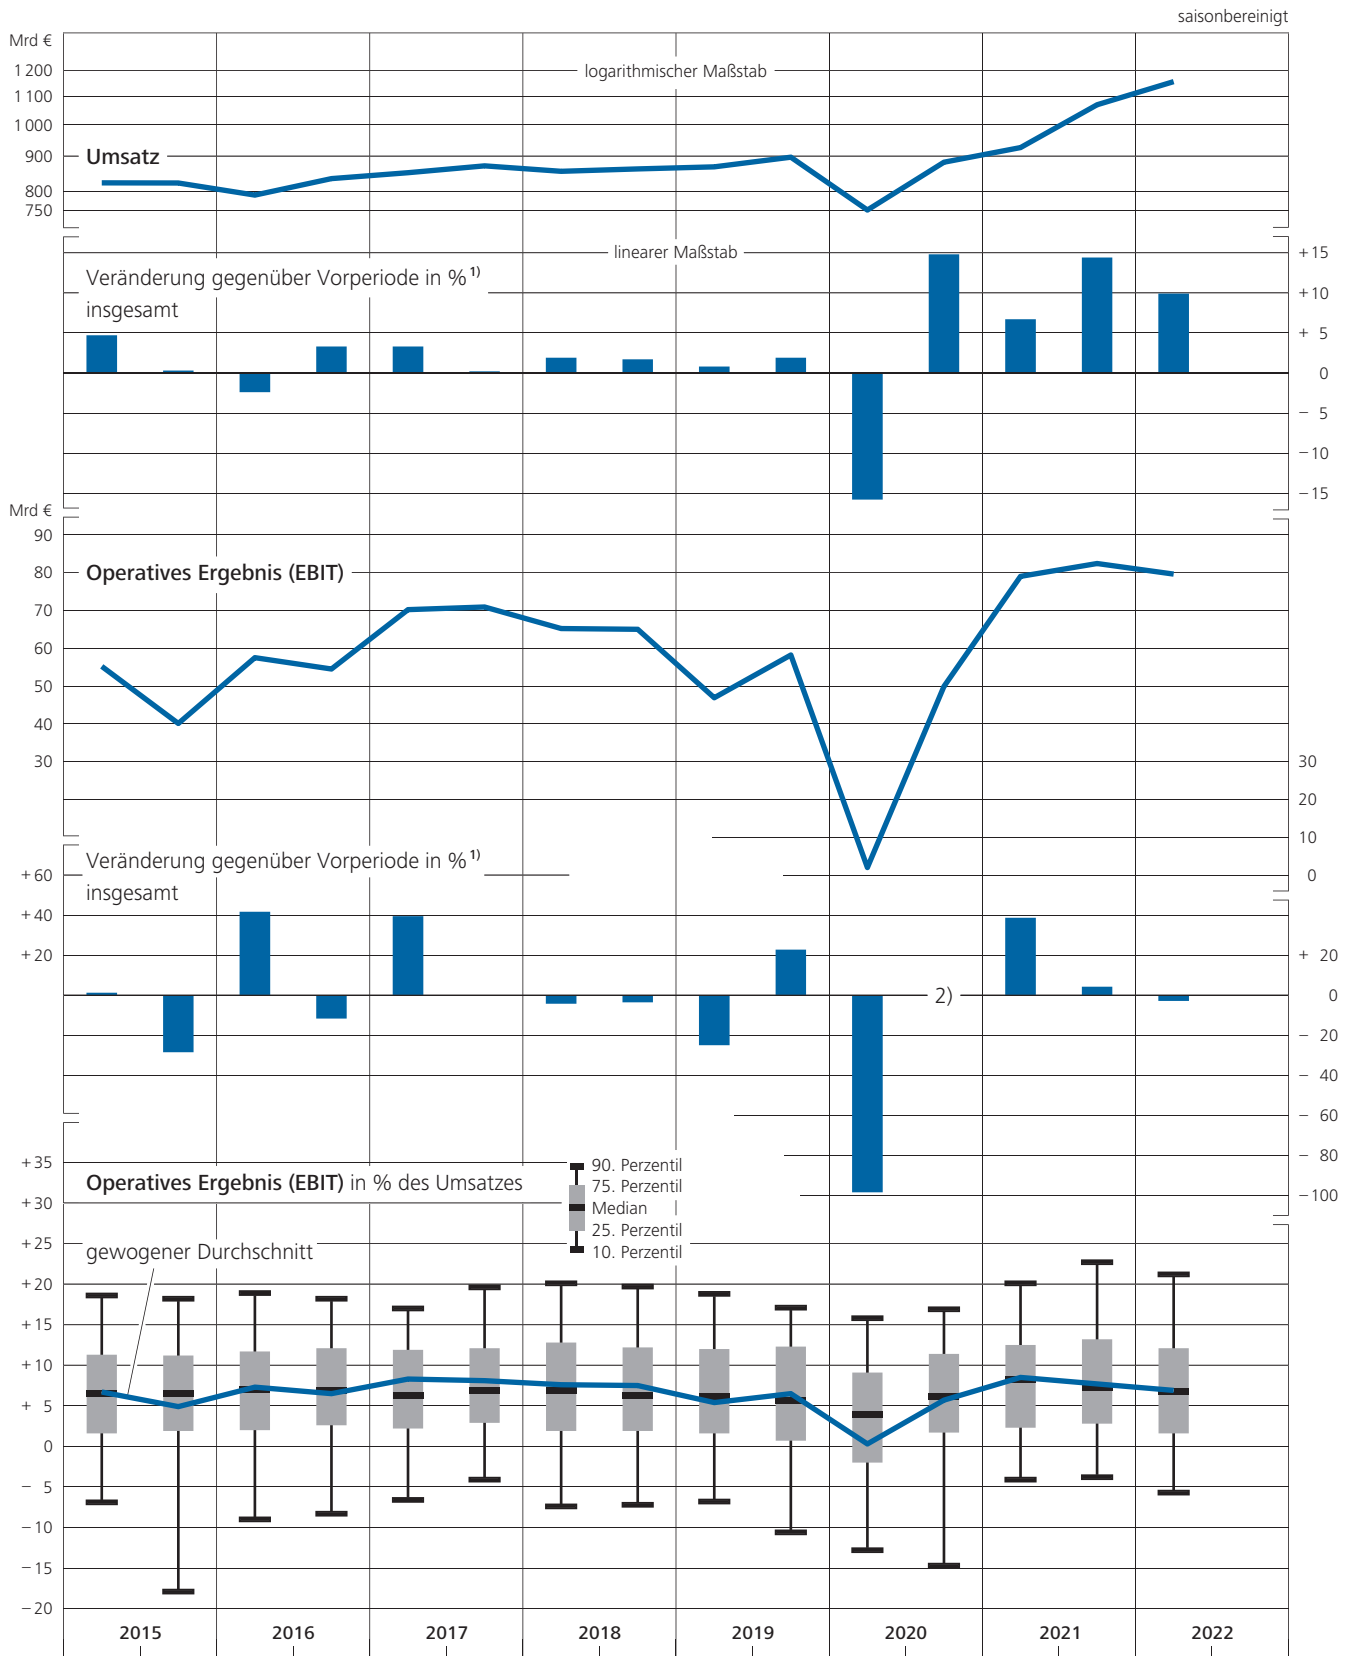 saisonbereinigt
Mrd €
1 200
logarithmischer Maßstab
1 100
1 000
900
Umsatz
800
750
linearer Maßstab
+ 15
Veränderung gegenüber Vorperiode in % 1)
insgesamt
+ 10
+ 5
0
− 5
− 10
− 15
Mrd €
90
80
Operatives Ergebnis (EBIT)
70
60
50
40
30
30
20
10
0
Veränderung gegenüber Vorperiode in % 1)
insgesamt
+ 60
+ 40
+ 20
+ 20
2)
0
− 20
− 40
− 60
− 80
− 100
+ 35
Operatives Ergebnis (EBIT) in % des Umsatzes
90. Perzentil
75. Perzentil
Median
25. Perzentil
10. Perzentil
+ 30
+ 25
gewogener Durchschnitt
+ 20
+ 15
+ 10
+ 5
0
− 5
− 10
− 15
− 20
2015 2016 2017 2018 2019 2020 2021 2022